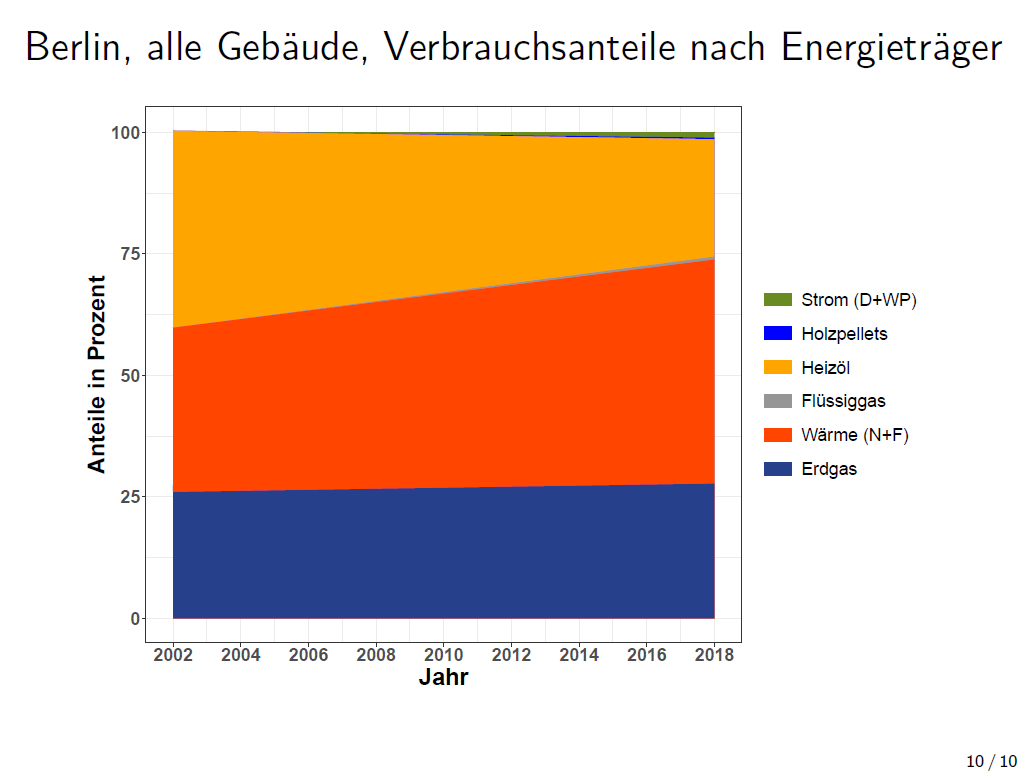 Berlin, alle Gebäude, Verbrauchsanteile nach Energieträger
100
75
50
25
0
Anteile in Prozent
2002 2004 2006 2008 2010 2012 2014 2016 2018
Jahr
Strom (D+WP)
Holzpellets
Heizöl
Flüssiggas
Wärme (N+F)
Erdgas
10 / 10